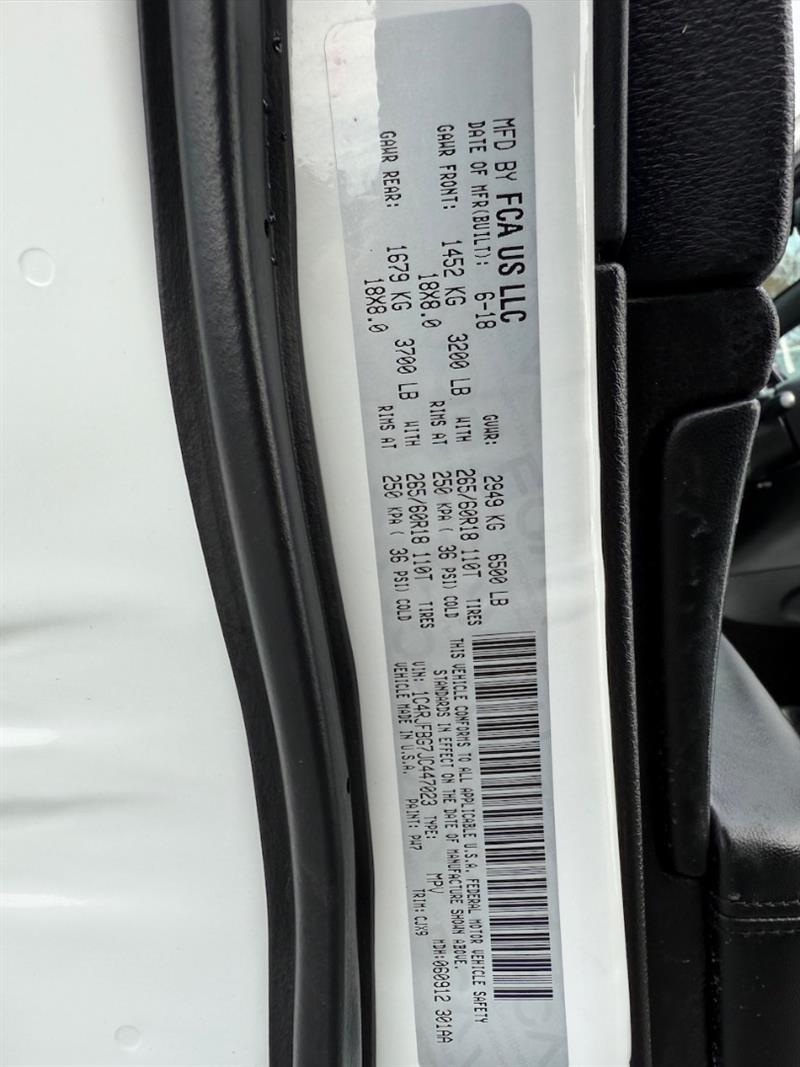 MFD BY FCA US LLC
DATE OF MFR(BUILT): 6-18 GVWR: 2949 KG 6500 LB
GAWR FRONT: 1452 KG 3200 LB WITH 265/60R18 110T TIRES
18X8.0 RIMS AT 250 KPA ( 36 PSI) COLD
GAWR REAR: 1679 KG 3700 LB WITH 265/60R18 110T TIRES
18X8.0 RIMS AT 250 KPA ( 36 PSI) COLD
THIS VEHICLE CONFORMS TO ALL APPLICABLE U.S.A. FEDERAL MOTOR VEHICLE SAFETY
STANDARDS IN EFFECT ON THE DATE OF MANUFACTURE SHOWN ABOVE.
VIN: 1C4RJFBG7JC447023 TYPE: MPV MDH:060912 301AA
VEHICLE MADE IN U.S.A. PAINT: PW7 TRIM:CJX9